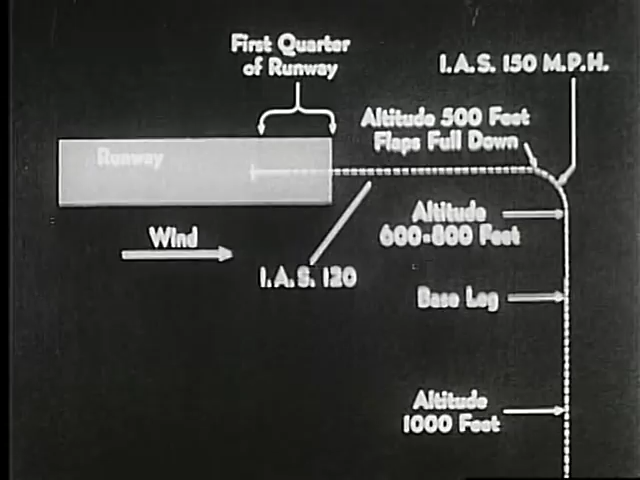 First Quarter
of Runway
I.A.S. 150 M.P.H.
Altitude 500 Feet
Flaps Full Down
Runway
Altitude
600-800 Feet
Wind
I.A.S. 120
Base Leg
Altitude
1000 Feet